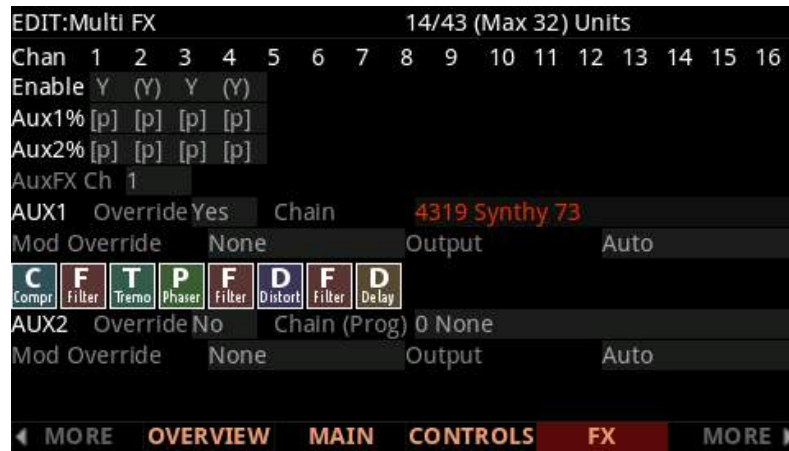 EDIT:Multi FX 14/43 (Max 32) Units
Chan 1 2 3 4 5 6 7 8 9 10 11 12 13 14 15 16
Enable Y (Y) Y (Y)
Aux1% [p] [p] [p] [p]
Aux2% [p] [p] [p] [p]
AuxFX Ch 1
AUX1 Override Yes Chain 4319 Synthy 73
Mod Override None Output Auto
C F T P F D F D
Compr Filter Tremo Phaser Filter Distort Filter Delay
AUX2 Override No Chain (Prog) 0 None
Mod Override None Output Auto
MORE OVERVIEW MAIN CONTROLS FX MORE